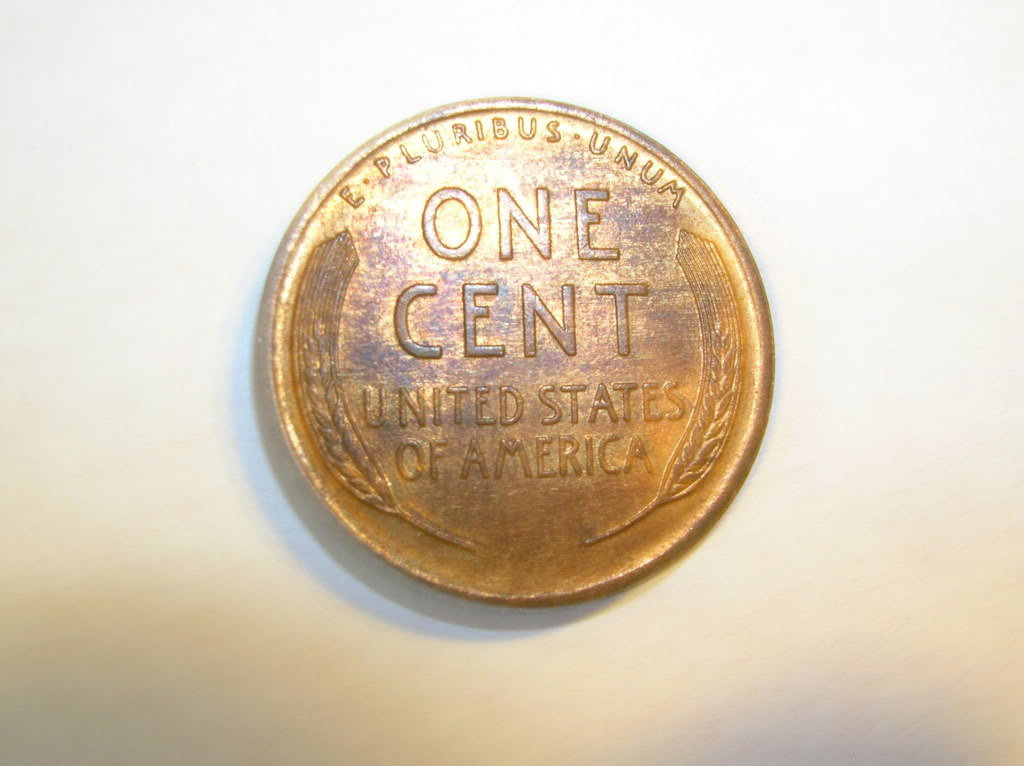 E·PLURIBUS·UNUM
ONE
CENT
UNITED STATES
OF AMERICA